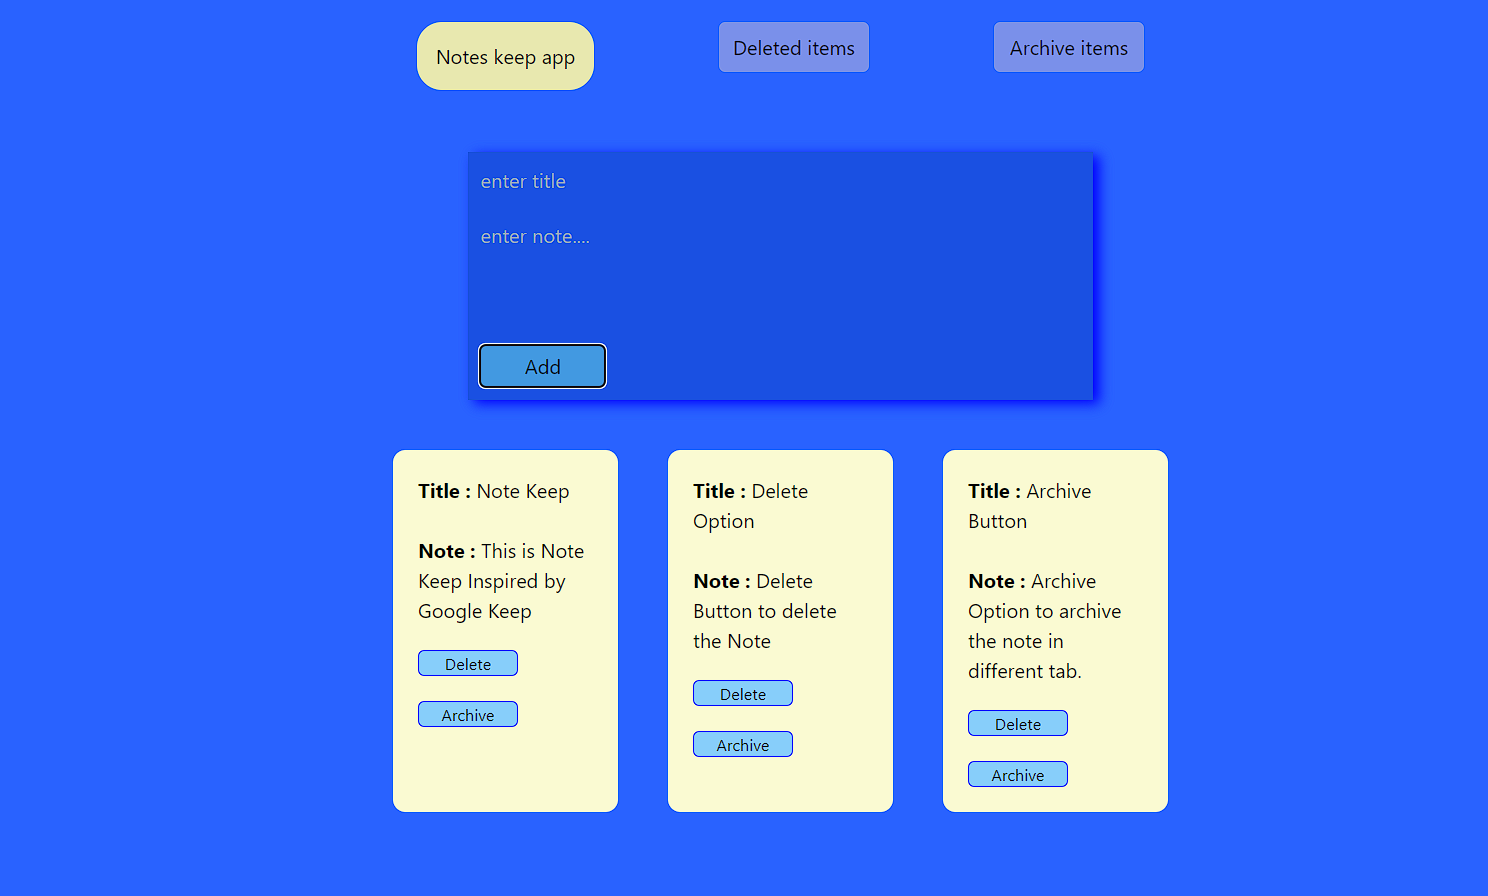 Notes keep app
Deleted items
Archive items
enter title
enter note....
Add
Title : Note Keep
Note : This is Note
Keep Inspired by
Google Keep
Delete
Archive
Title : Delete
Option
Note : Delete
Button to delete
the Note
Delete
Archive
Title : Archive
Button
Note : Archive
Option to archive
the note in
different tab.
Delete
Archive